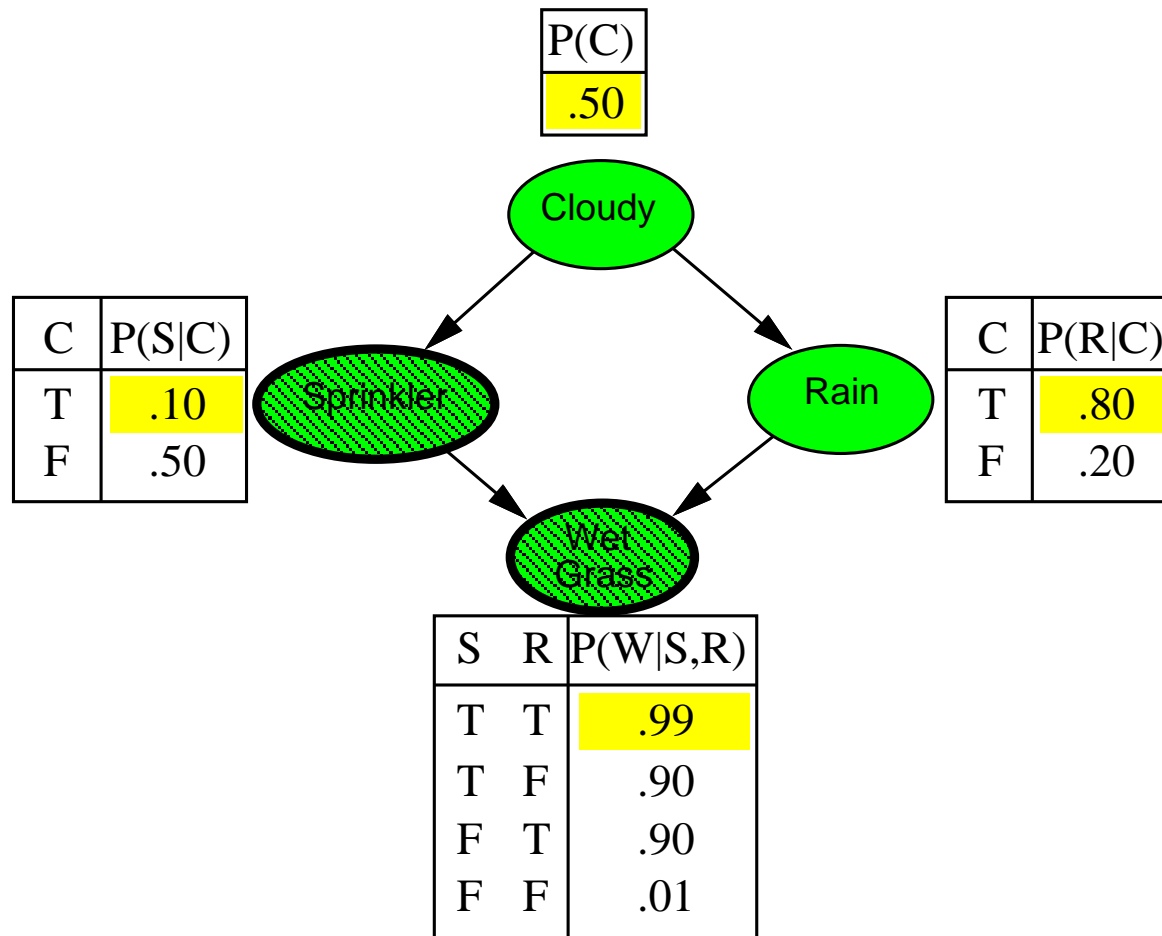 P(C)
.50
Cloudy
C P(S|C)
T .10
F .50
Sprinkler
Rain
C P(R|C)
T .80
F .20
Wet
Grass
S R P(W|S,R)
T T .99
T F .90
F T .90
F F .01